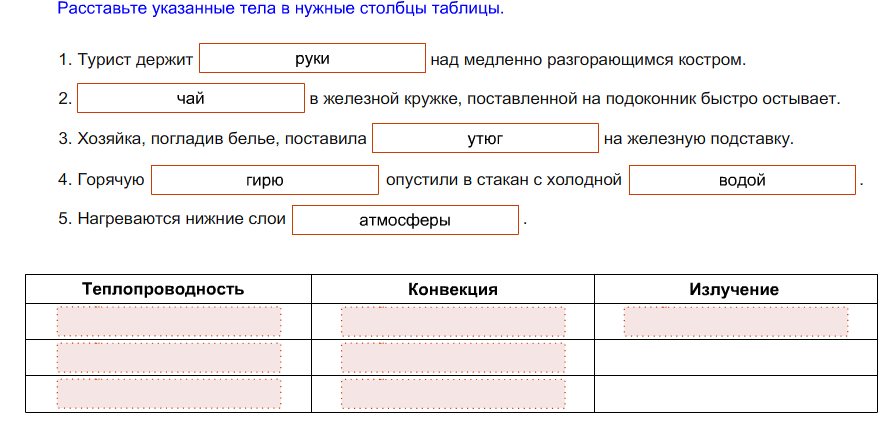 Расставьте указанные тела в нужные столбцы таблицы.
1. Турист держит руки над медленно разгорающимся костром.
2. чай в железной кружке, поставленной на подоконник быстро остывает.
3. Хозяйка, погладив белье, поставила утюг на железную подставку.
4. Горячую гирю опустили в стакан с холодной водой .
5. Нагреваются нижние слои атмосферы .
Теплопроводность Конвекция Излучение